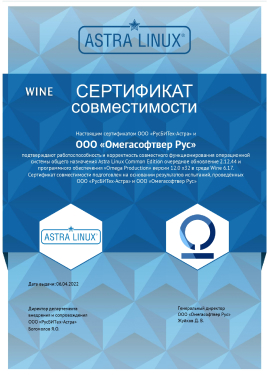 ASTRA LINUX®
WINE
СЕРТИФИКАТ
СОВМЕСТИМОСТИ
Настоящим сертификатом ООО «РусБИТех-Астра» и
ООО «Омегасофтвер Рус»
подтверждают работоспособность и корректность совместного функционирования операционной
системы общего назначения Astra Linux Common Edition очередное обновление 2.12.44 и
программного обеспечения «Omega Production» версии 12.0 x32 в среде Wine 6.17.
Сертификат совместимости подготовлен на основании результатов испытаний, проведенных
ООО «РусБИТех-Астра» и ООО «Омегасофтвер Рус»
ASTRA LINUX®
Дата выдачи: 06.04.2022
Директор департамента
внедрения и сопровождения
ООО «РусБИТех-Астра»
Генеральный директор
ООО "Омегасофтвер Рус"